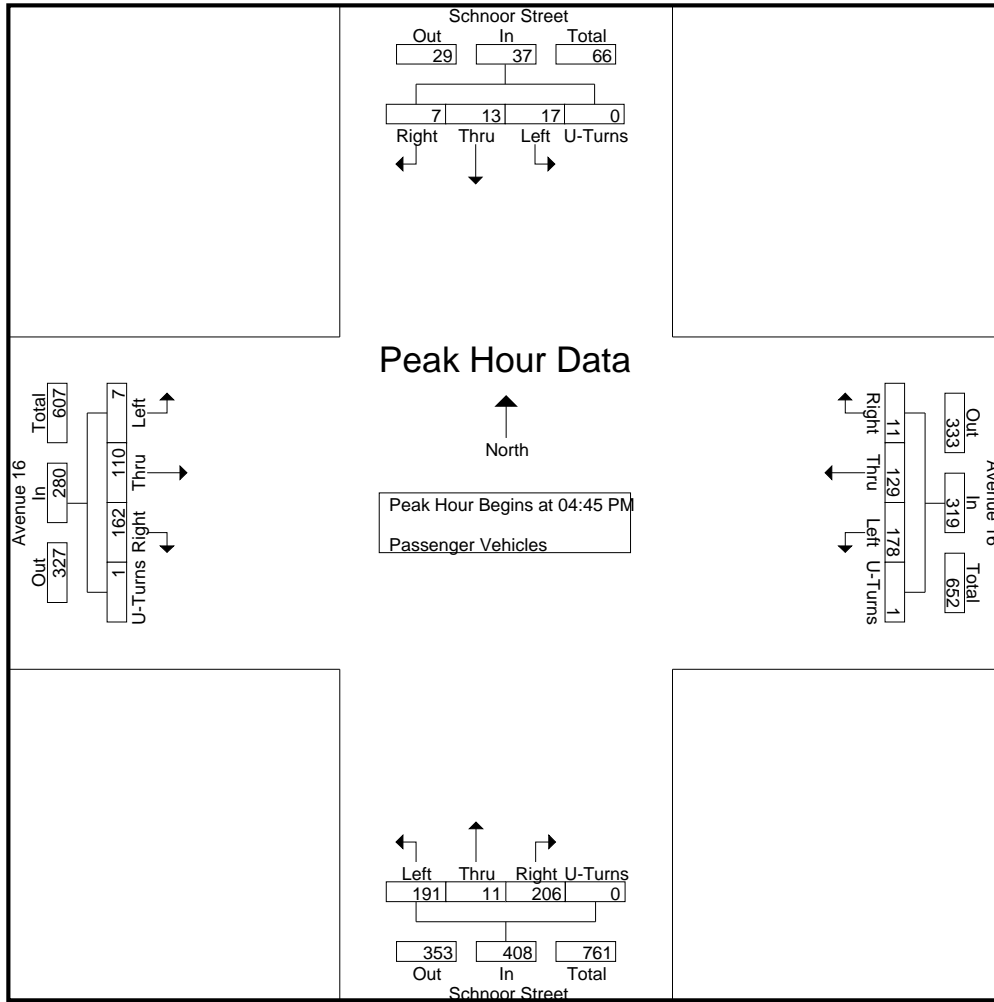 Schnoor Street
Out In Total
29 37 66
7 13 17 0
Right Thru Left U-Turns
Peak Hour Data
North
Peak Hour Begins at 04:45 PM
Passenger Vehicles
Avenue 16
Total In Out
607 280 327
7 110 162 1
Left Thru Right U-Turns
Avenue 16
Out In Total
333 319 652
11 129 178 1
Right Thru Left U-Turns
Left Thru Right U-Turns
191 11 206 0
353 408 761
Out In Total
Schnoor Street